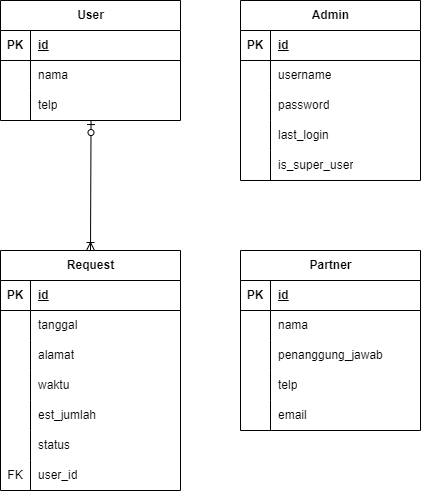 User
PK id
nama
telp
Admin
PK id
username
password
last_login
is_super_user
Request
PK id
tanggal
alamat
waktu
est_jumlah
status
FK user_id
Partner
PK id
nama
penanggung_jawab
telp
email